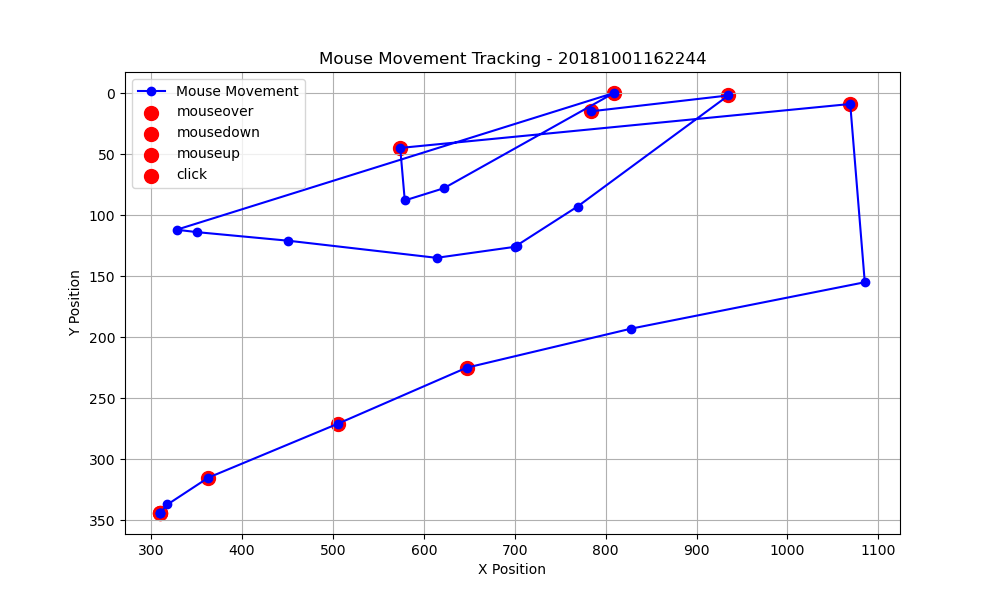 Mouse Movement Tracking - 20181001162244
Mouse Movement
mouseover
mousedown
mouseup
click
0
50
100
150
200
250
300
350
Y Position
300 400 500 600 700 800 900 1000 1100
X Position